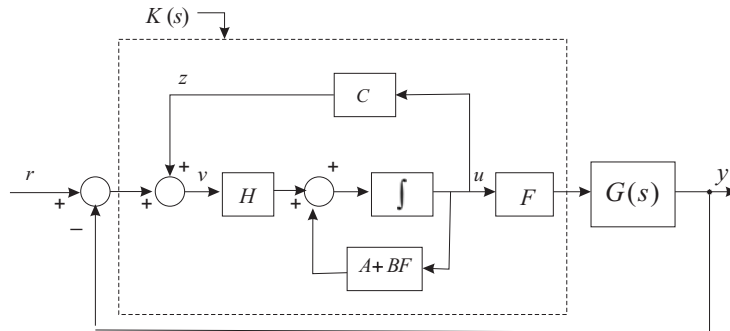 K(s)
z
C
r
+
+
v
+
u
y
H
∫
F
G(s)
+
+
+
−
A+BF